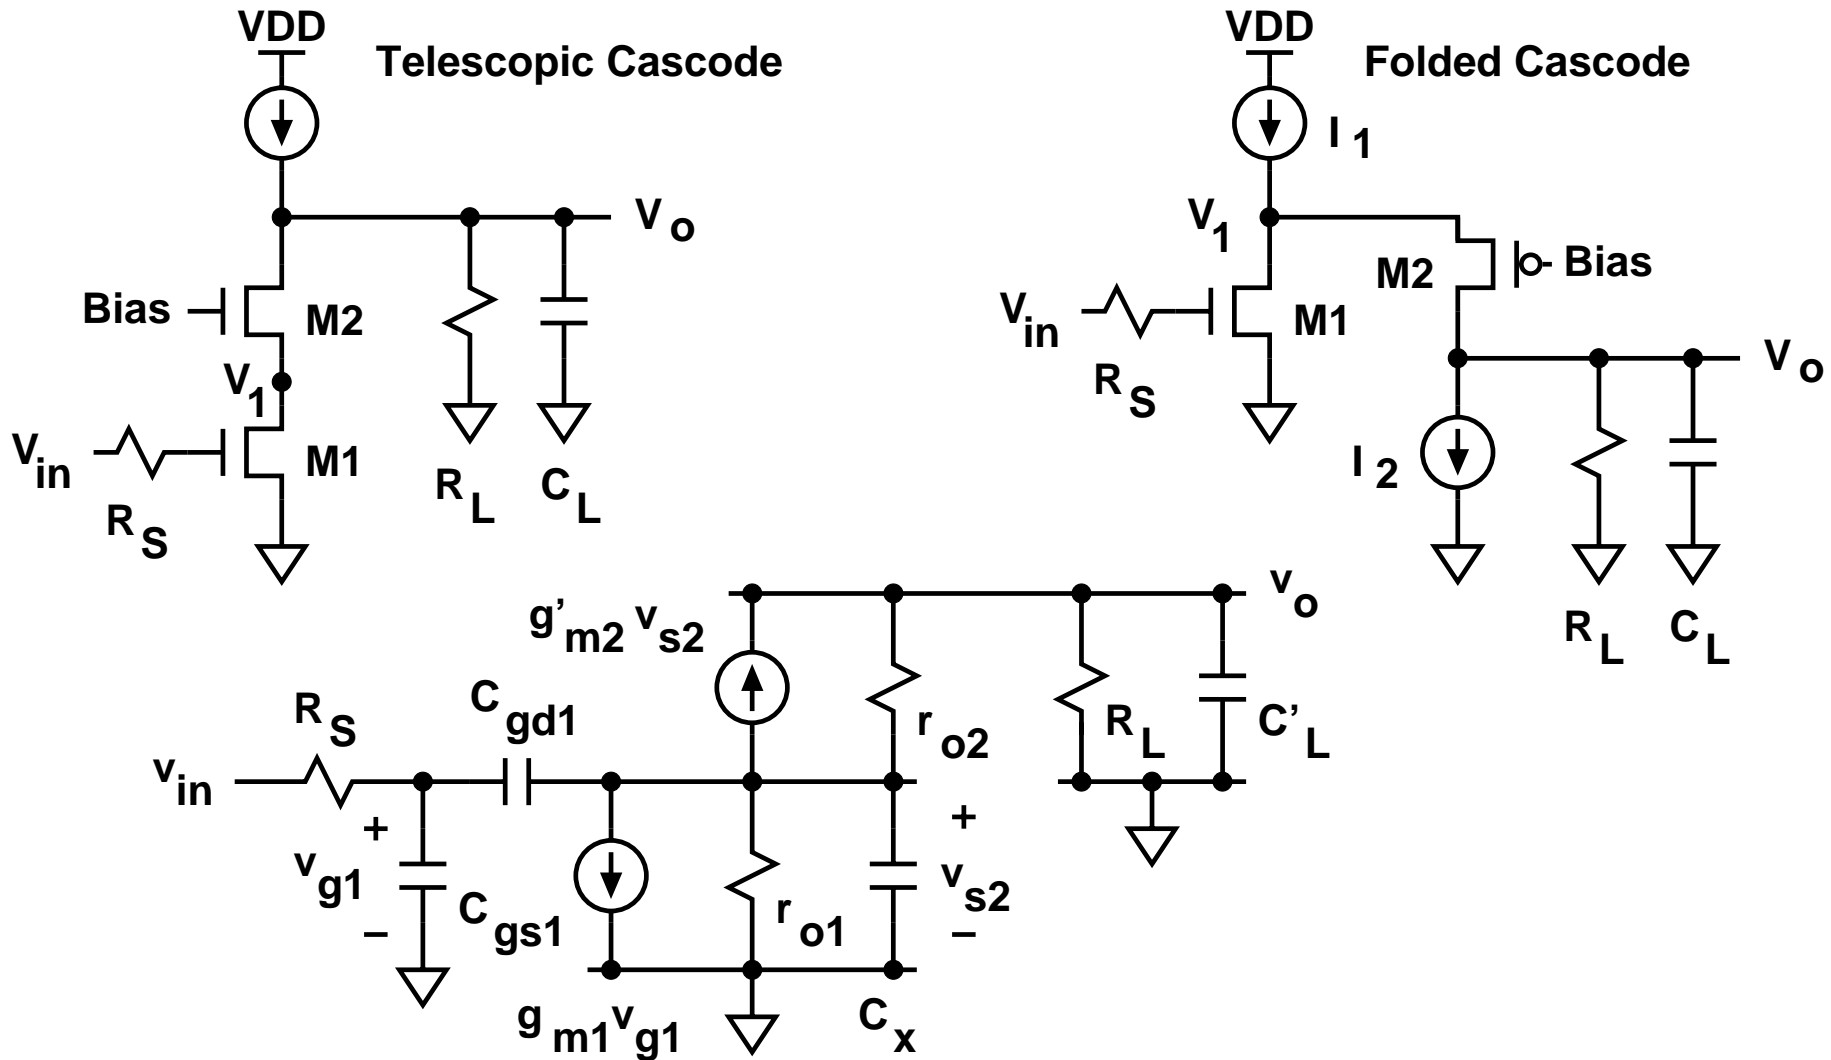 VDD
Telescopic Cascode
V o
Bias
M2
V 1
V in
M1
R S
R L
C L
VDD
Folded Cascode
I 1
V 1
M2
Bias
V in
M1
R S
V o
I 2
R L
C L
g’ m2 v s2
v o
R S
C gd1
r o2
R L
C’ L
v in
+
v g1
–
C gs1
r o1
+
v s2
–
g m1 v g1
C x